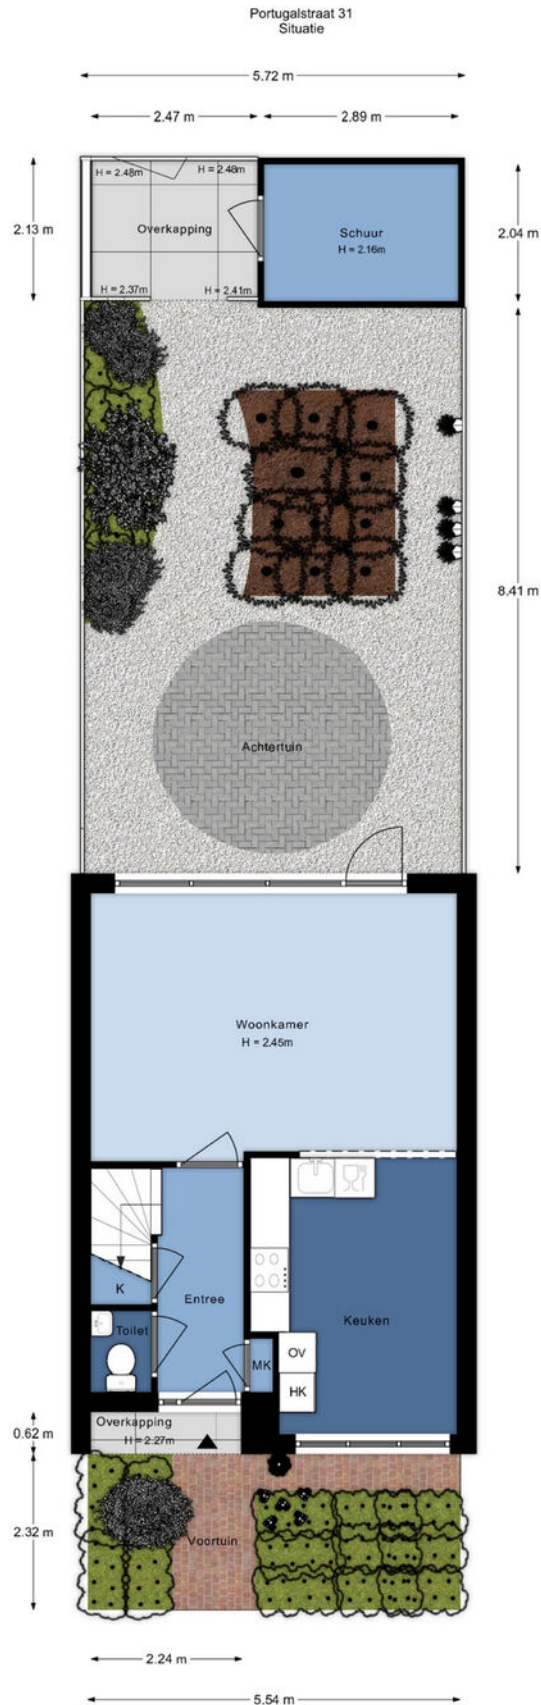 Portugalstraat 31
Situatie
5.72 m
2.47 m
2.89 m
H = 2.48m
H = 2.48m
2.13 m
Overkapping
Schuur
H = 2.16m
2.04 m
H = 2.37m
H = 2.41m
8.41 m
Achtertuin
Woonkamer
H = 2.45m
K
Entree
Keuken
Toilet
OV
MK
HK
Overkapping
0.62 m
H = 2.27m
2.32 m
Voortuin
2.24 m
5.54 m